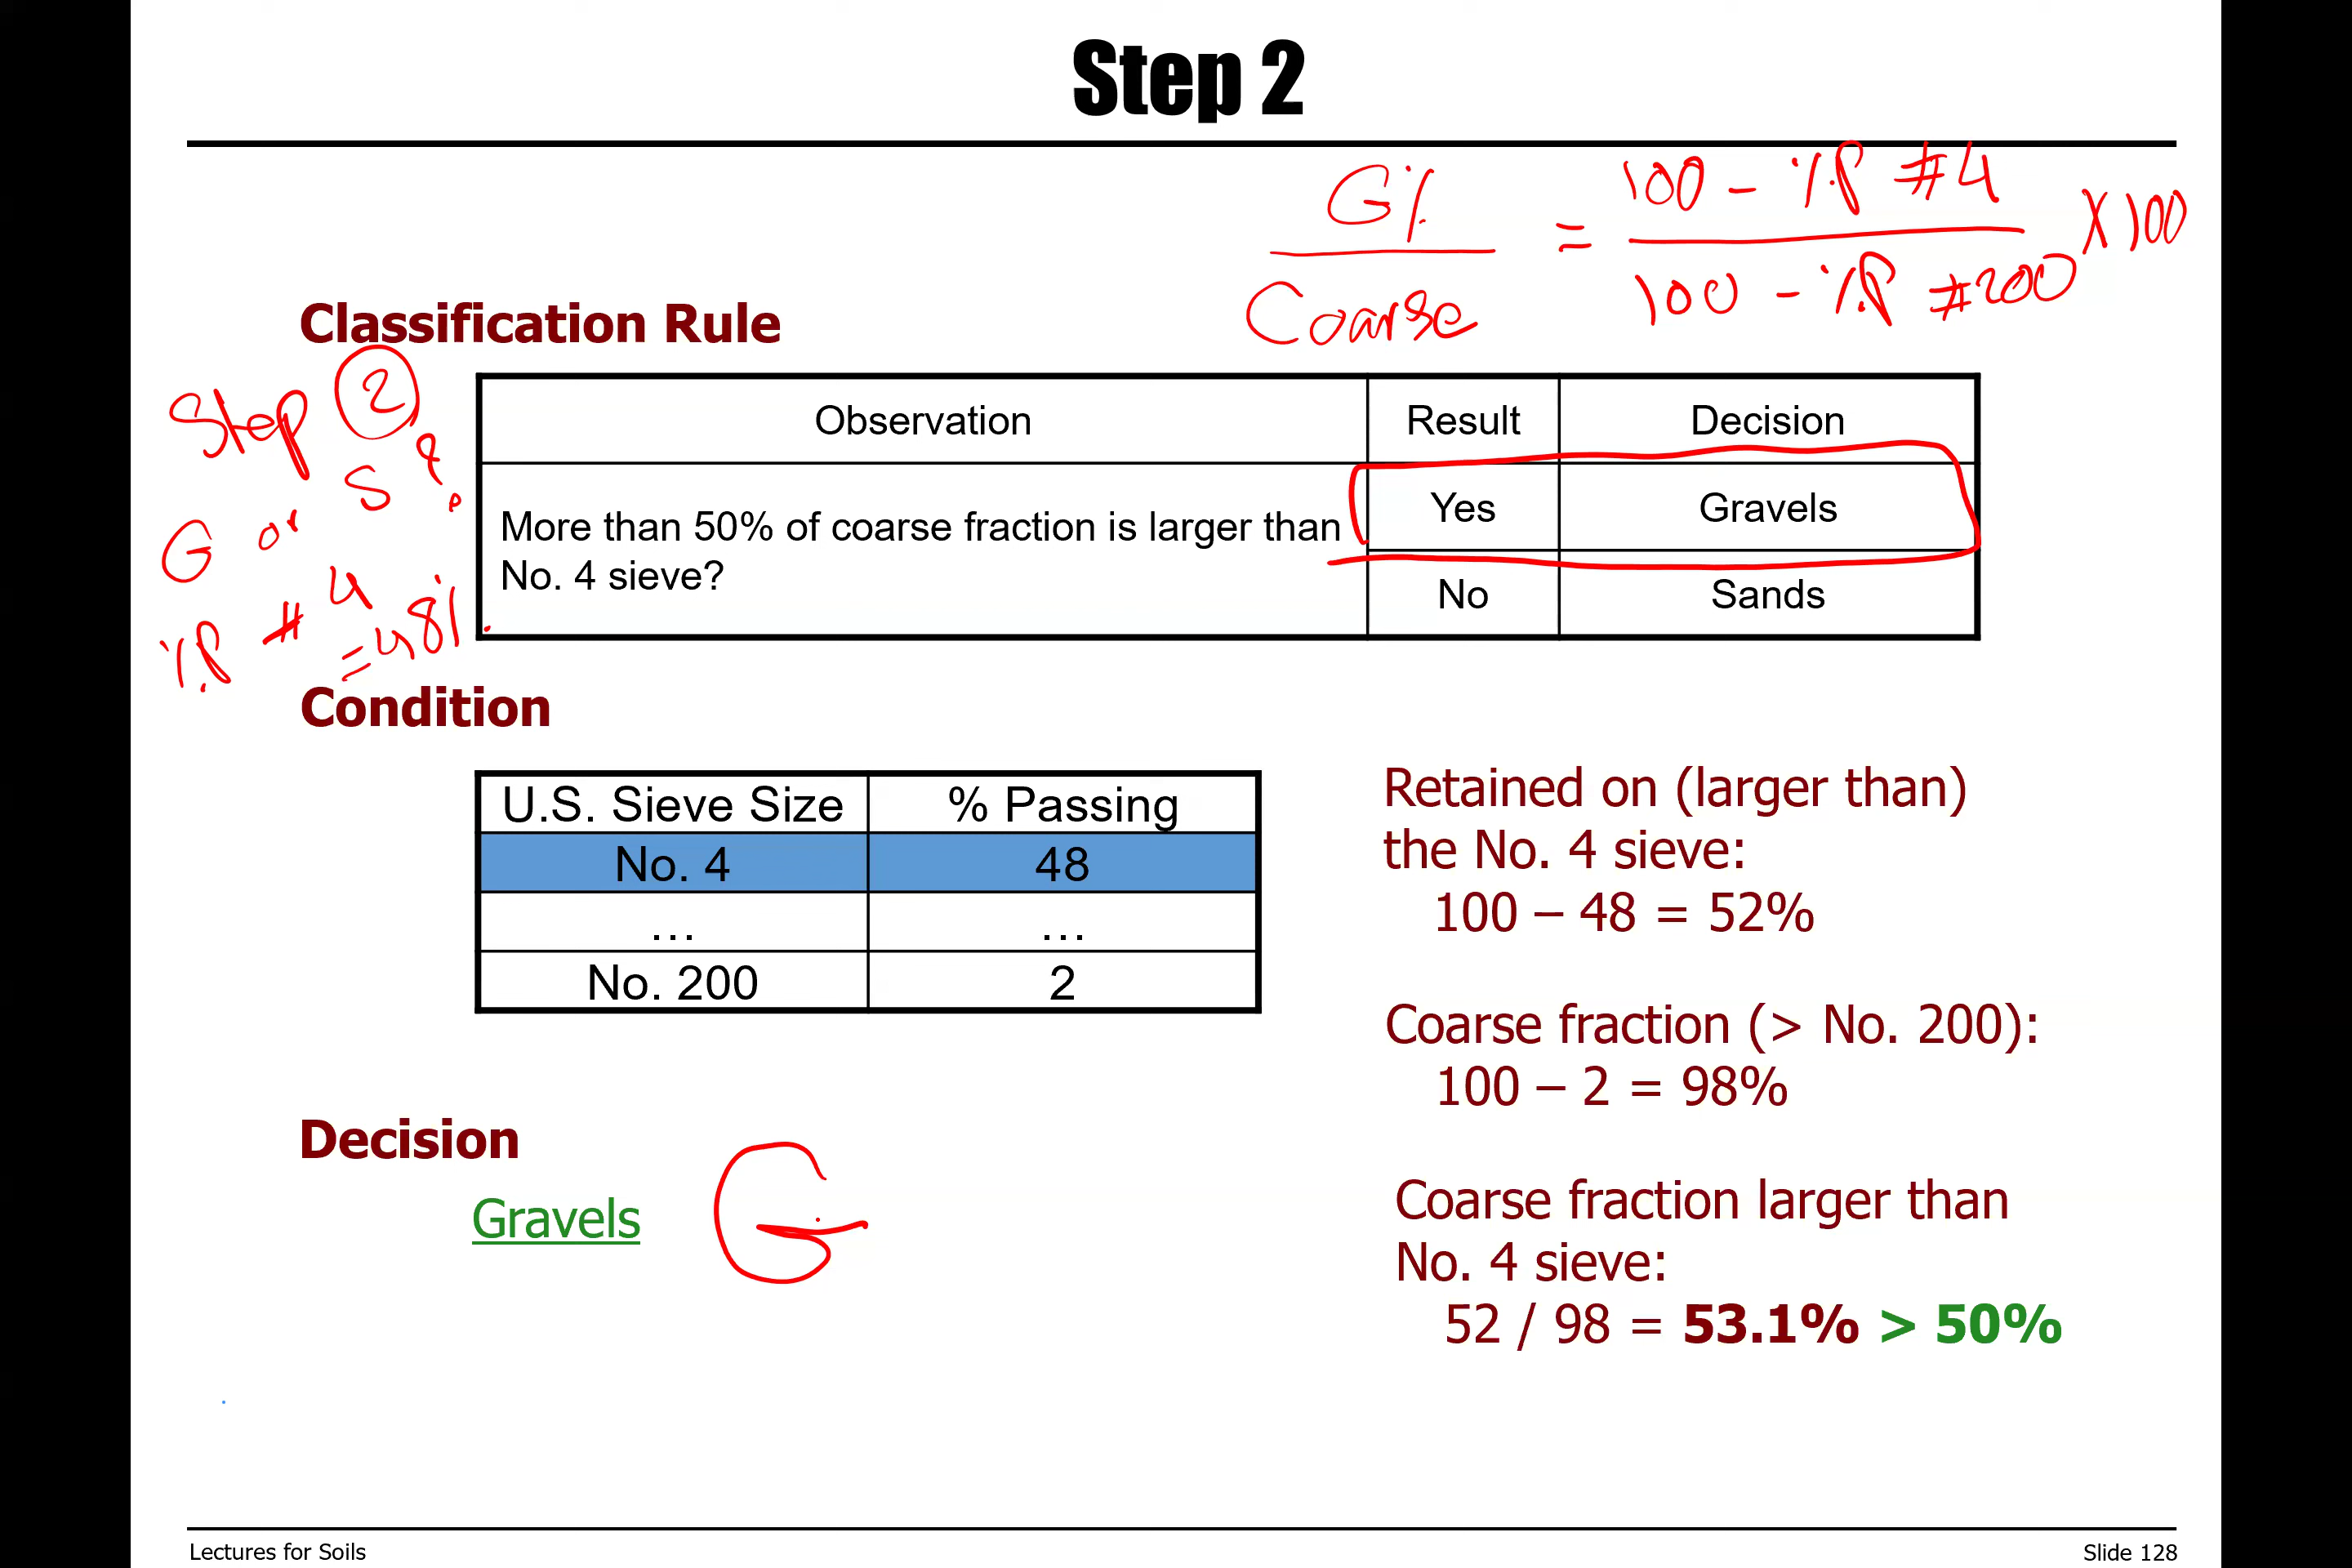 Step 2
G% / Coarse = (100 - %P #4) / (100 - %P #200) X 100
Classification Rule
Step 2
G or S ?
%P #4 = 48%
Observation Result Decision
More than 50% of coarse fraction is larger than
No. 4 sieve?
Yes Gravels
No Sands
Condition
U.S. Sieve Size % Passing
No. 4 48
... ...
No. 200 2
Retained on (larger than)
the No. 4 sieve:
100 – 48 = 52%
Coarse fraction (> No. 200):
100 – 2 = 98%
Coarse fraction larger than
No. 4 sieve:
52 / 98 = 53.1% > 50%
Decision
Gravels G
Lectures for Soils Slide 128